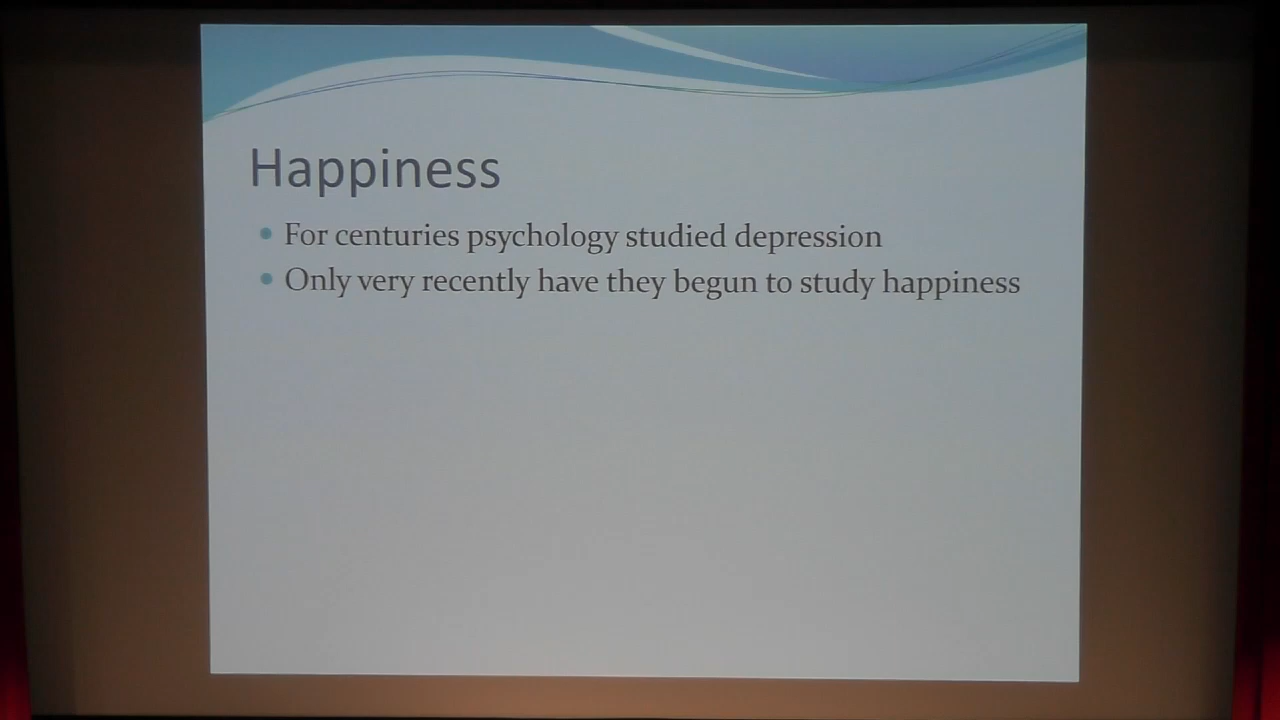 Happiness
For centuries psychology studied depression
Only very recently have they begun to study happiness